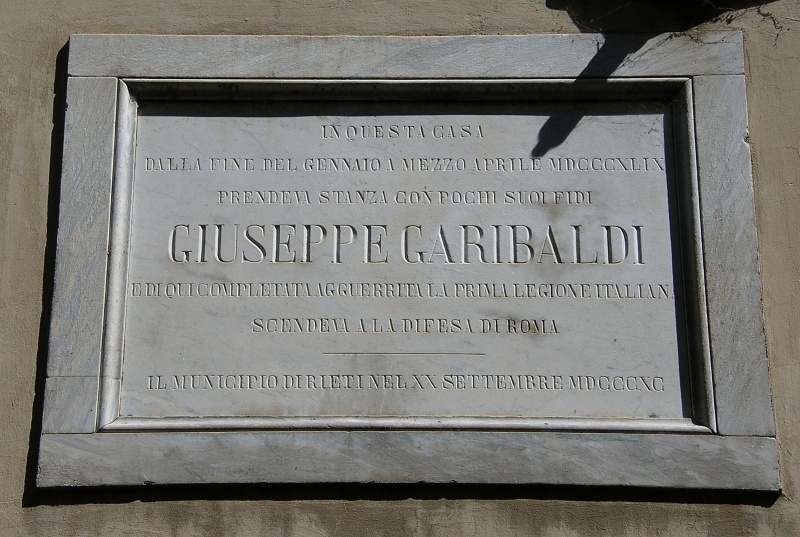 IN QUESTA CASA
DALLA FINE DEL GENNAIO A MEZZO APRILE MDCCCXLIX
PRENDEVA STANZA CON POCHI SUOI FIDI
GIUSEPPE GARIBALDI
E DI QUI COMPLETATA AGGUERRITA LA PRIMA LEGIONE ITALIAN
SCENDEVA A LA DIFESA DI ROMA
IL MUNICIPIO DI RIETI NEL XX SETTEMBRE MDCCCXC